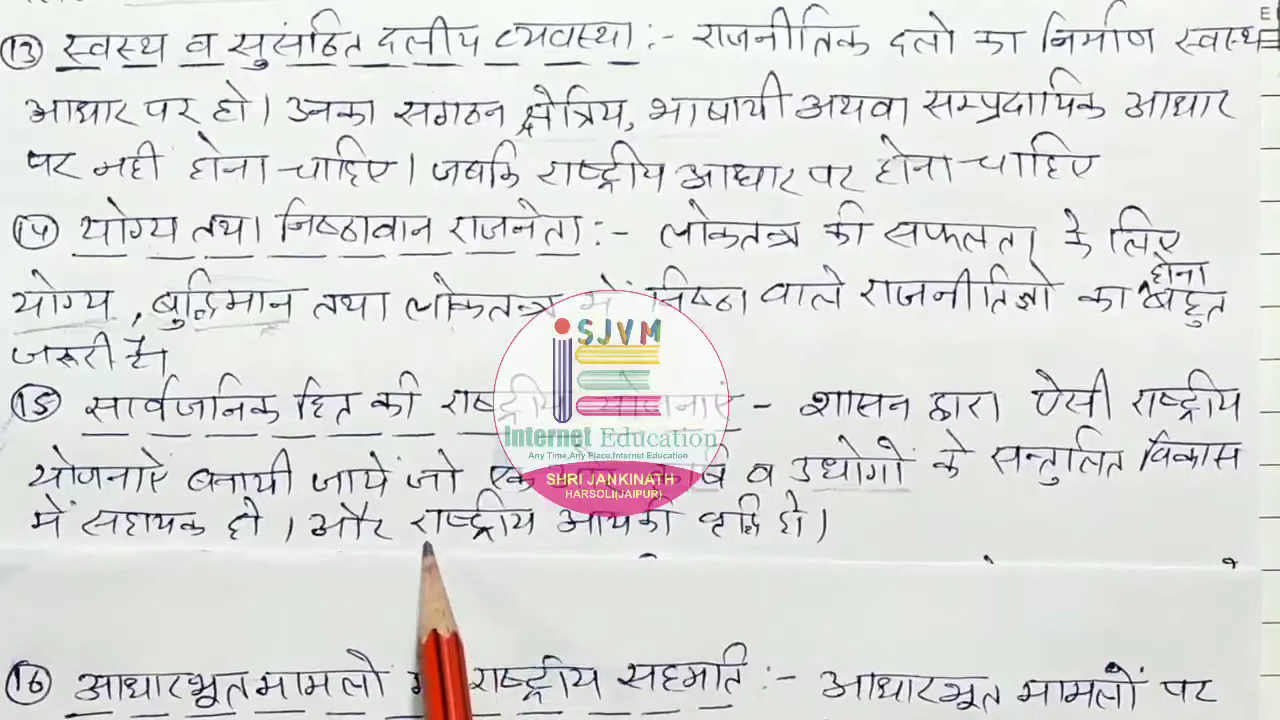 (13) स्वस्थ व सुसंठित दलीय व्यवस्था :- राजनीतिक दलो का निर्माण स्वस्थ
आधार पर हो। उनका सगठन क्षेत्रिय, भाषायी अथवा सम्प्रदायिक आधार
पर नही होना चाहिए। जबकि राष्ट्रीय आधार पर होना चाहिए
(14) योग्य तथा निष्ठावान राजनेता :- लोकतन्त्र की सफलता के लिए
होना
योग्य, बुद्धिमान तथा लोकतन्त्र में निष्ठा वाले राजनीतिज्ञो का बहुत
जरूरी है।
(15) सार्वजनिक हित की राष्ट्रीय योजनाएं - शासन द्वारा ऐसी राष्ट्रीय
योजनाऐं बनायी जायें जो एक व उधोगों के सन्तुलित विकास
में सहायक हो। और राष्ट्रीय आयकी वृद्धि हो।
(16) आधारभूत मामलो राष्ट्रीय सहमति :- आधारभूत मामलों पर
SJVM
Internet Education
Any Time,Any Place,Internet Education
SHRI JANKINATH
HARSOLI(JAIPUR)
E